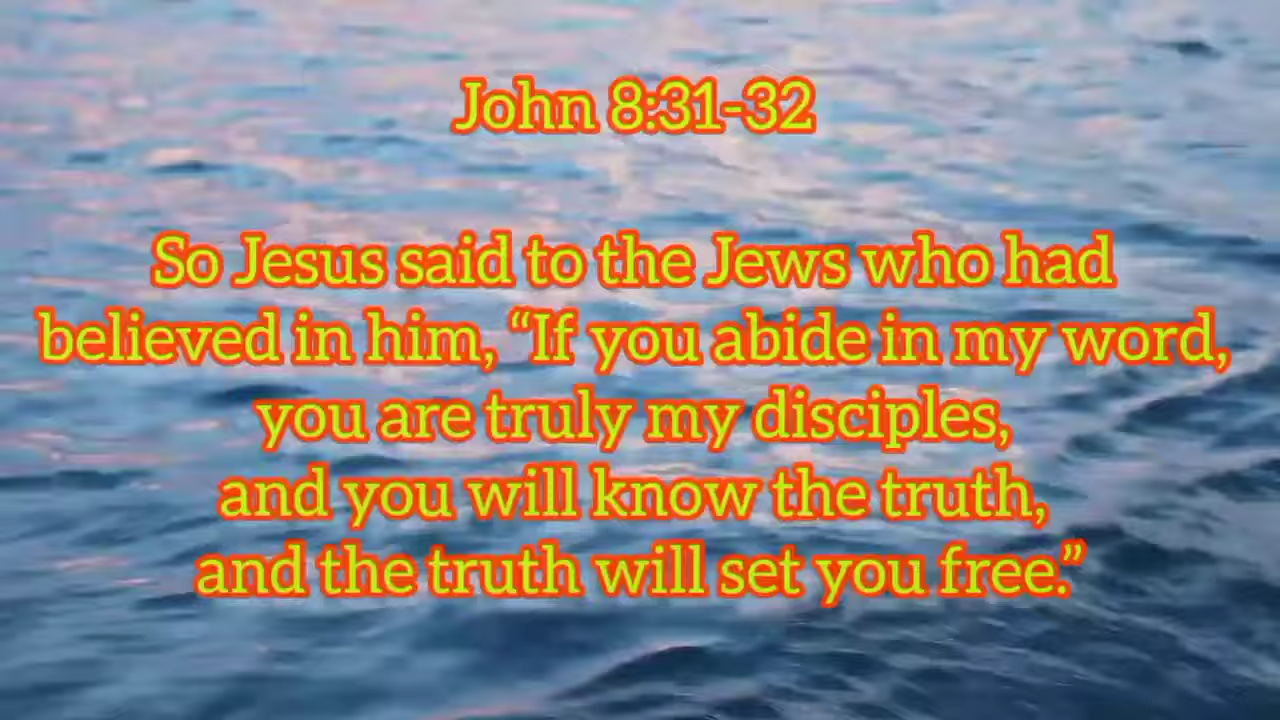 John 8:31-32
So Jesus said to the Jews who had
believed in him, “If you abide in my word,
you are truly my disciples,
and you will know the truth,
and the truth will set you free.”